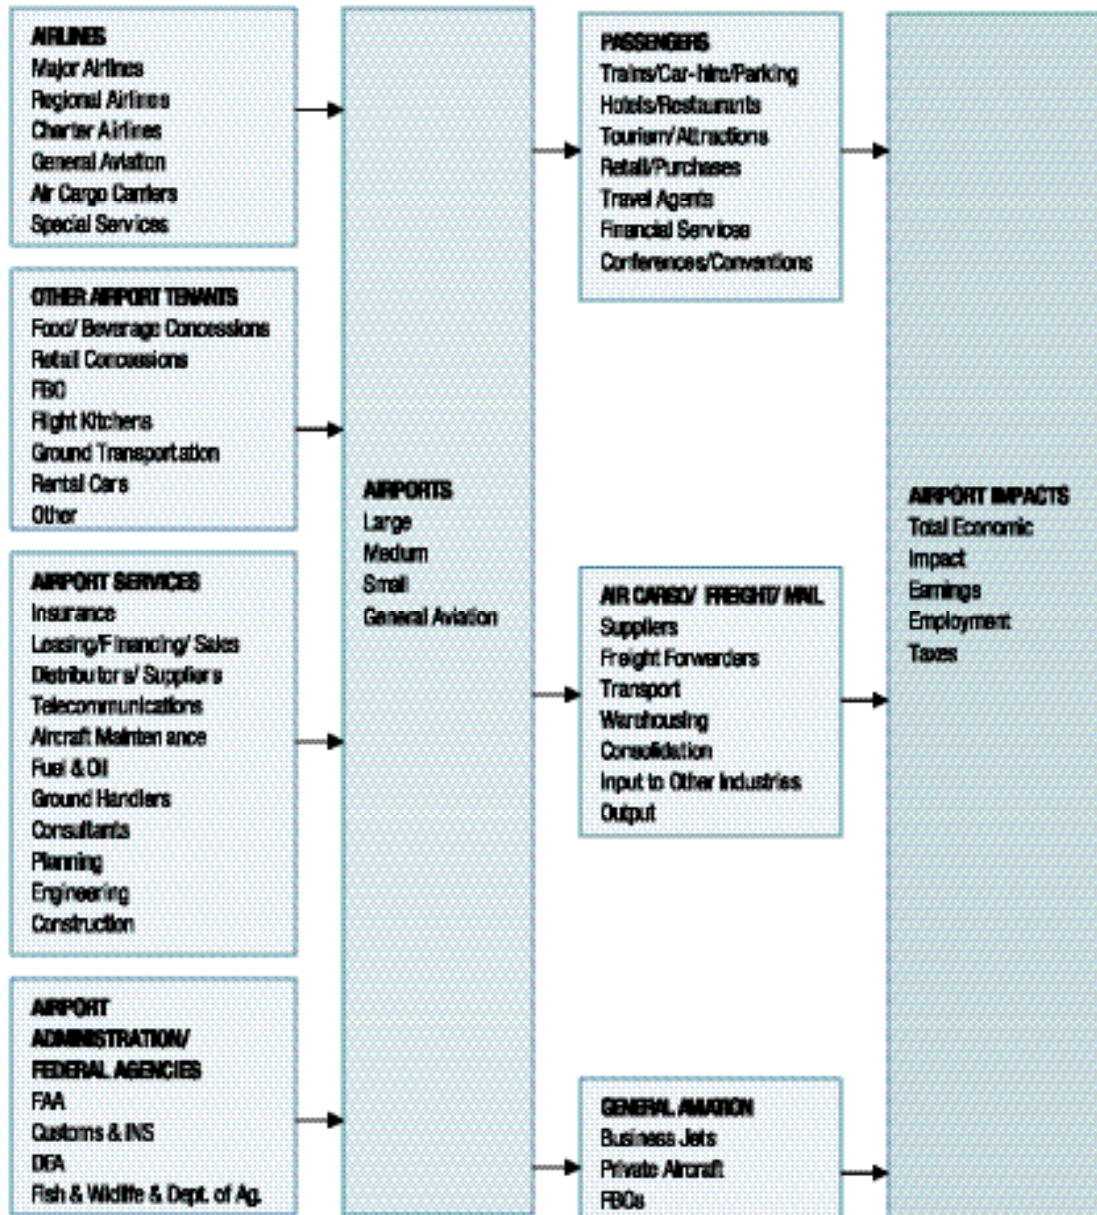 AIRLINES
Major Airlines
Regional Airlines
Charter Airlines
General Aviation
Air Cargo Carriers
Special Services
OTHER AIRPORT TENANTS
Food/ Beverage Concessions
Retail Concessions
FBO
Flight Kitchens
Ground Transportation
Rental Cars
Other
AIRPORT SERVICES
Insurance
Leasing/Financing/ Sales
Distributors/ Suppliers
Telecommunications
Aircraft Maintenance
Fuel & Oil
Ground Handlers
Consultants
Planning
Engineering
Construction
AIRPORT
ADMINISTRATION/
FEDERAL AGENCIES
FAA
Customs & INS
DEA
Fish & Wildlife & Dept. of Ag.
AIRPORTS
Large
Medium
Small
General Aviation
PASSENGERS
Trains/Car-hire/Parking
Hotels/Restaurants
Tourism/Attractions
Retail/Purchases
Travel Agents
Financial Services
Conferences/Conventions
AIR CARGO/ FREIGHT/ MAIL
Suppliers
Freight Forwarders
Transport
Warehousing
Consolidation
Input to Other Industries
Output
GENERAL AVIATION
Business Jets
Private Aircraft
FBOs
AIRPORT IMPACTS
Total Economic
Impact
Earnings
Employment
Taxes